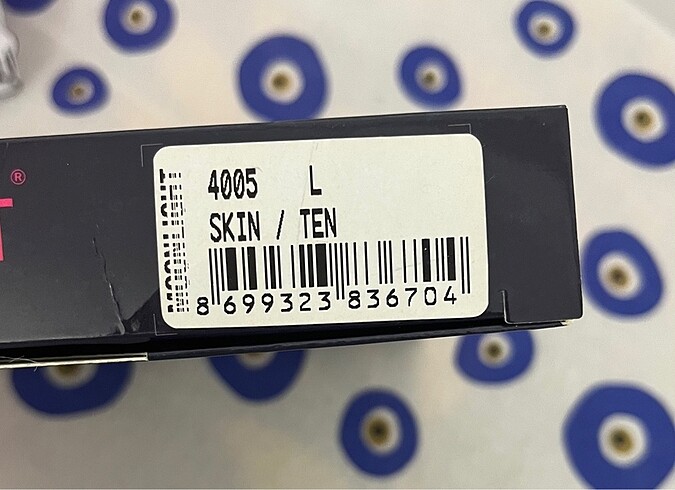 ®
MOONLIGHT
4005 L
SKIN / TEN
8 699323 836704